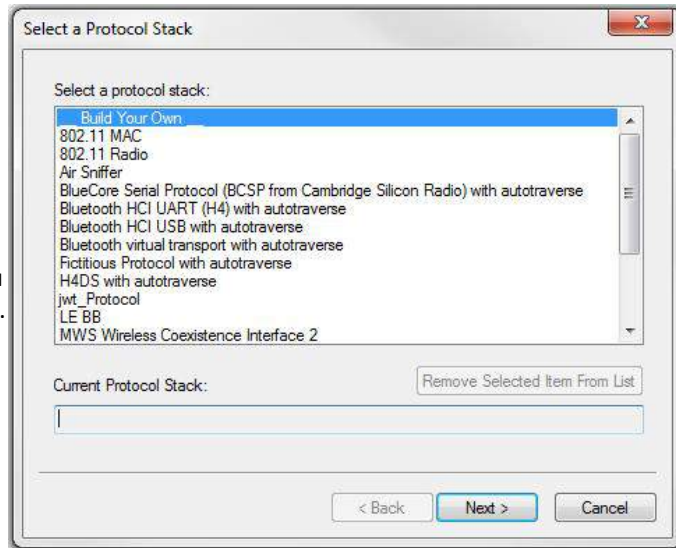 Select a Protocol Stack
Select a protocol stack:
__ Build Your Own __
802.11 MAC
802.11 Radio
Air Sniffer
BlueCore Serial Protocol (BCSP from Cambridge Silicon Radio) with autotraverse
Bluetooth HCI UART (H4) with autotraverse
Bluetooth HCI USB with autotraverse
Bluetooth virtual transport with autotraverse
Fictitious Protocol with autotraverse
H4DS with autotraverse
jwt_Protocol
LE BB
MWS Wireless Coexistence Interface 2
Current Protocol Stack:
Remove Selected Item From List
< Back
Next >
Cancel